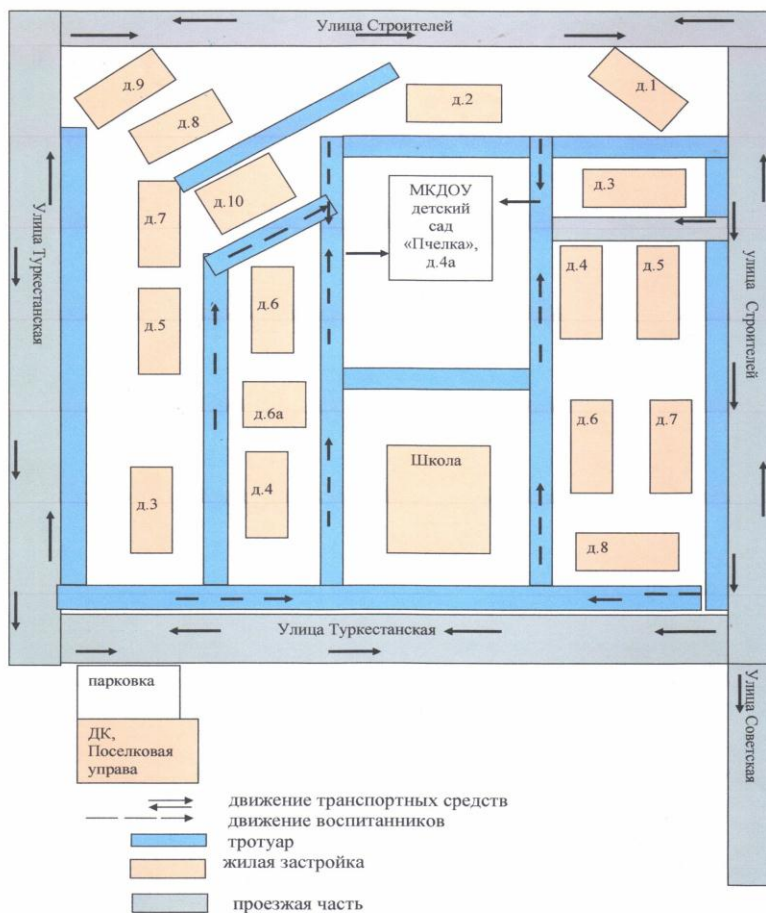 Улица Строителей
д.9
д.1
д.2
д.8
МКДОУ
детский
сад
«Пчелка»,
д.4а
д.3
д.10
д.7
Улица Туркестанская
улица Строителей
д.4
д.5
д.6
д.5
д.6а
д.6
д.7
Школа
д.4
д.3
д.8
Улица Туркестанская
Улица Советская
парковка
ДК,
Поселковая
управа
движение транспортных средств
движение воспитанников
тротуар
жилая застройка
проезжая часть